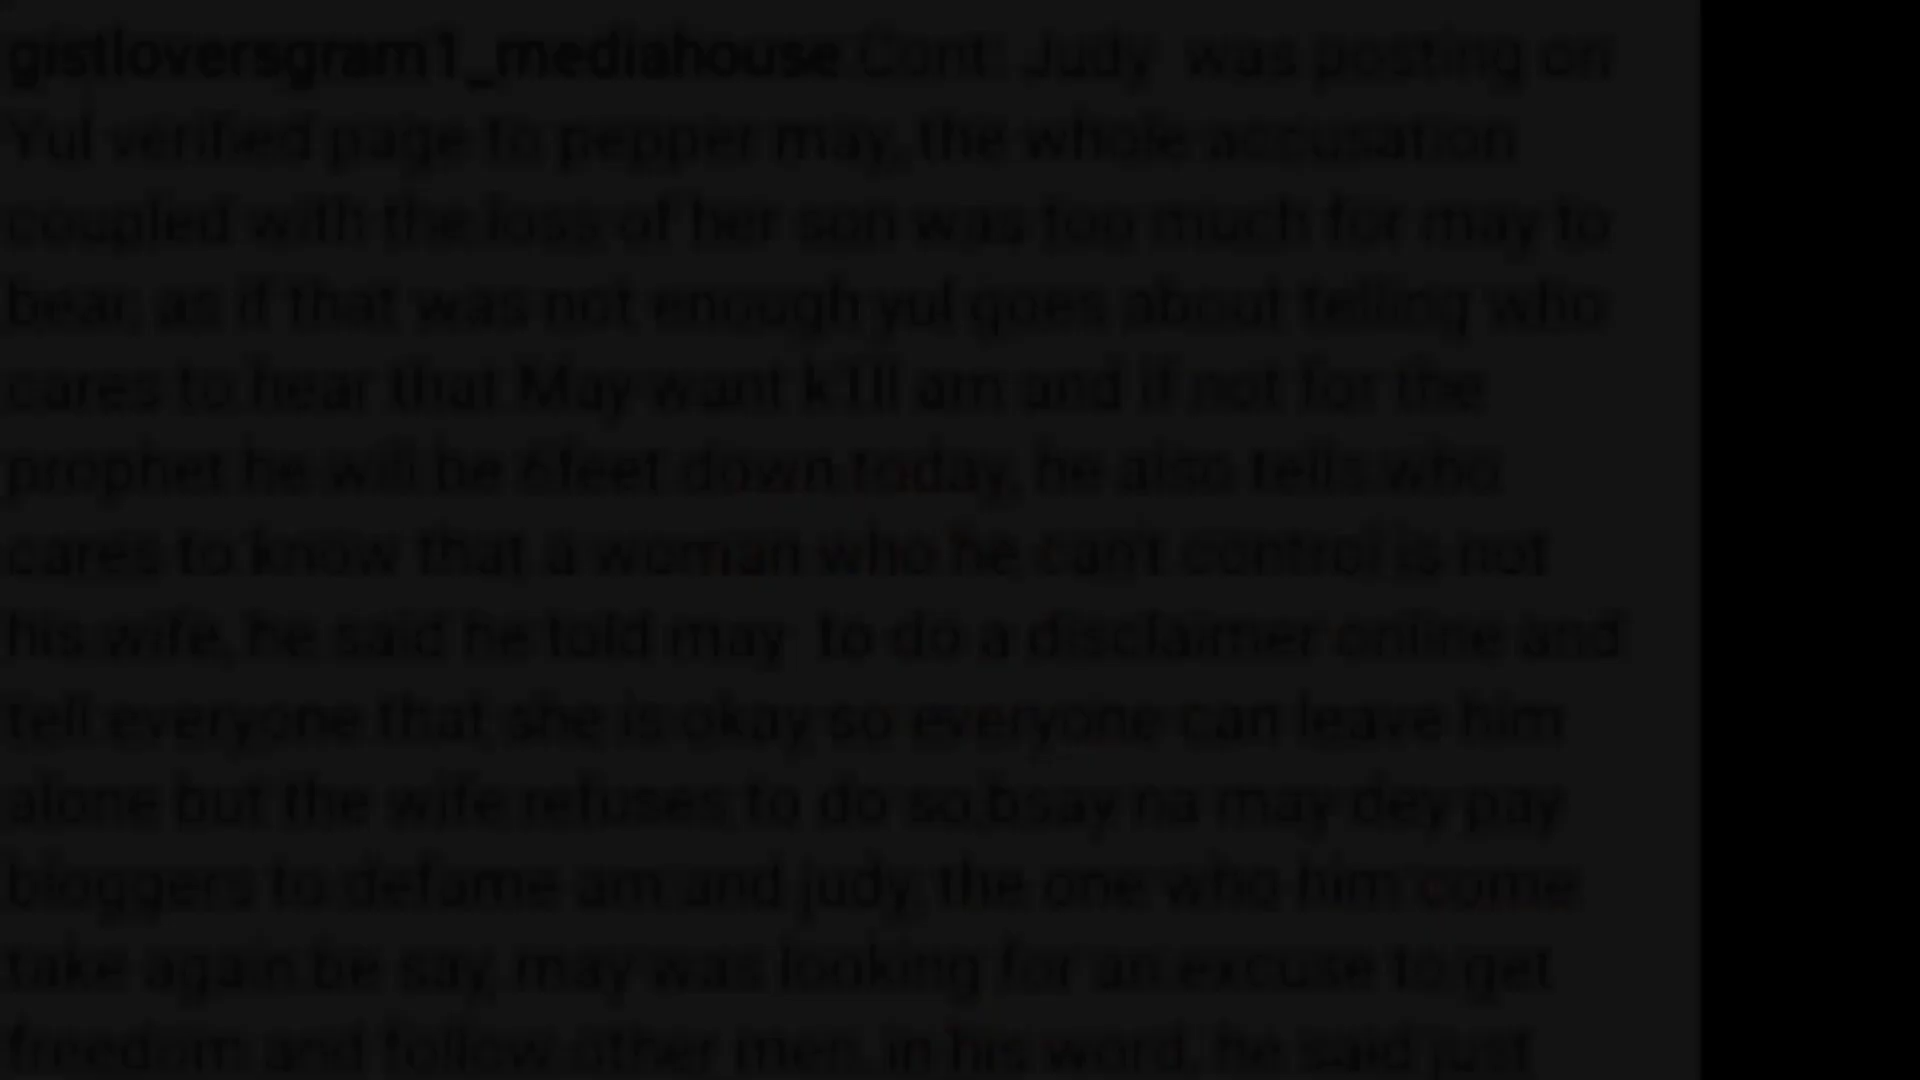 gistloversgram1_mediahouse Cont: Judy was posting on
Yul verified page to pepper may, the whole accusation
coupled with the loss of her son was too much for may to
bear, as if that was not enough yul goes about telling who
cares to hear that May want k1ll am and if not for the
prophet he will be 6feet down today, he also tells who
cares to know that a woman who he can't control is not
his wife, he said he told may to do a disclaimer online and
tell everyone that she is okay so everyone can leave him
alone but the wife refuses to do so,bsay na may dey pay
bloggers to defame am and judy, the one who him come
take again be say, may was looking for an excuse to get
freedom and follow other men, in his word, he said just